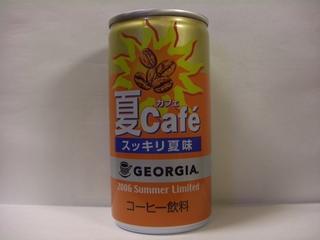 カフェ
夏Café
スッキリ夏味
GEORGIA
2006 Summer Limited
コーヒー飲料